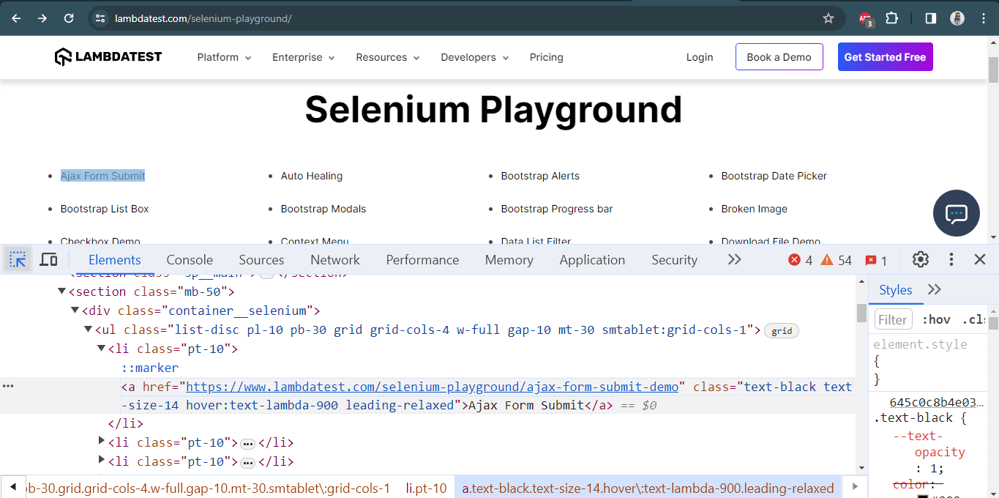 lambdatest.com/selenium-playground/
3
LAMBDATEST Platform Enterprise Resources Developers Pricing Login Book a Demo Get Started Free
Selenium Playground
Ajax Form Submit Auto Healing Bootstrap Alerts Bootstrap Date Picker
Bootstrap List Box Bootstrap Modals Bootstrap Progress bar Broken Image
Checkbox Demo Context Menu Data List Filter Download File Demo
Elements Console Sources Network Performance Memory Application Security 4 54 1
<section class="sp__main">…</section>
<section class="mb-50">
<div class="container__selenium">
<ul class="list-disc pl-10 pb-30 grid grid-cols-4 w-full gap-10 mt-30 smtablet:grid-cols-1"> grid
<li class="pt-10">
::marker
<a href="https://www.lambdatest.com/selenium-playground/ajax-form-submit-demo" class="text-black text
-size-14 hover:text-lambda-900 leading-relaxed">Ajax Form Submit</a> == $0
</li>
<li class="pt-10">…</li>
<li class="pt-10">…</li>
bb-30.grid.grid-cols-4.w-full.gap-10.mt-30.smtablet\:grid-cols-1 li.pt-10 a.text-black.text-size-14.hover\:text-lambda-900.leading-relaxed
Styles
Filter :hov .cls
element.style
{
}
645c0c8b4e03…
.text-black {
--text-
opacity
: 1;
color: